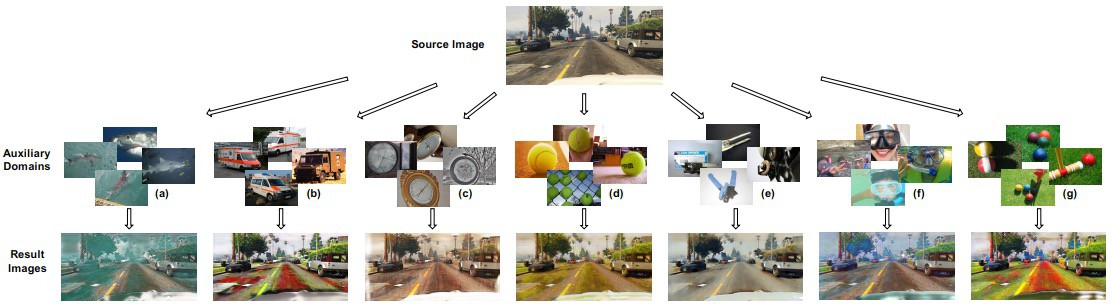 Source Image
Auxiliary
Domains
(a)
(b)
(c)
(d)
(e)
(f)
(g)
Result
Images